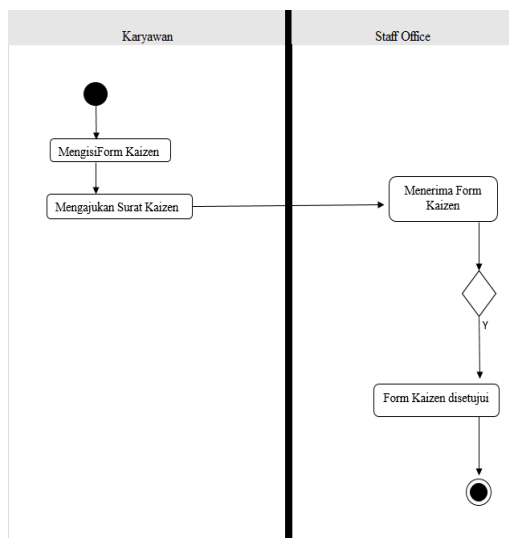 Karyawan
Staff Office
MengisiForm Kaizen
Mengajukan Surat Kaizen
Menerima Form
Kaizen
Y
Form Kaizen disetujui